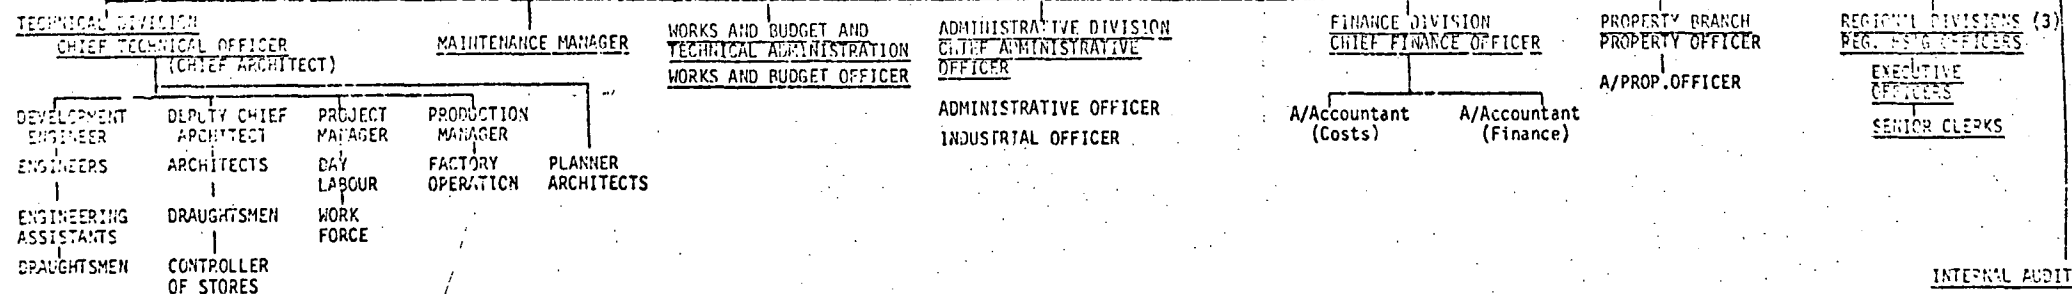 TECHNICAL DIVISION
CHIEF TECHNICAL OFFICER
(CHIEF ARCHITECT)
DEVELOPMENT
ENGINEER
ENGINEERS
ENGINEERING
ASSISTANTS
DRAUGHTSMEN
DEPUTY CHIEF
ARCHITECT
ARCHITECTS
DRAUGHTSMEN
CONTROLLER
OF STORES
PROJECT
MANAGER
DAY
LABOUR
WORK
FORCE
PRODUCTION
MANAGER
FACTORY
OPERATION
PLANNER
ARCHITECTS
MAINTENANCE MANAGER
WORKS AND BUDGET AND
TECHNICAL ADMINISTRATION
WORKS AND BUDGET OFFICER
ADMINISTRATIVE DIVISION
CHIEF ADMINISTRATIVE
OFFICER
ADMINISTRATIVE OFFICER
INDUSTRIAL OFFICER
FINANCE DIVISION
CHIEF FINANCE OFFICER
A/Accountant
(Costs)
A/Accountant
(Finance)
PROPERTY BRANCH
PROPERTY OFFICER
A/PROP.OFFICER
REGIONAL DIVISIONS (3)
REG. HSTG OFFICERS
EXECUTIVE
OFFICERS
SENIOR CLERKS
INTERNAL AUDIT